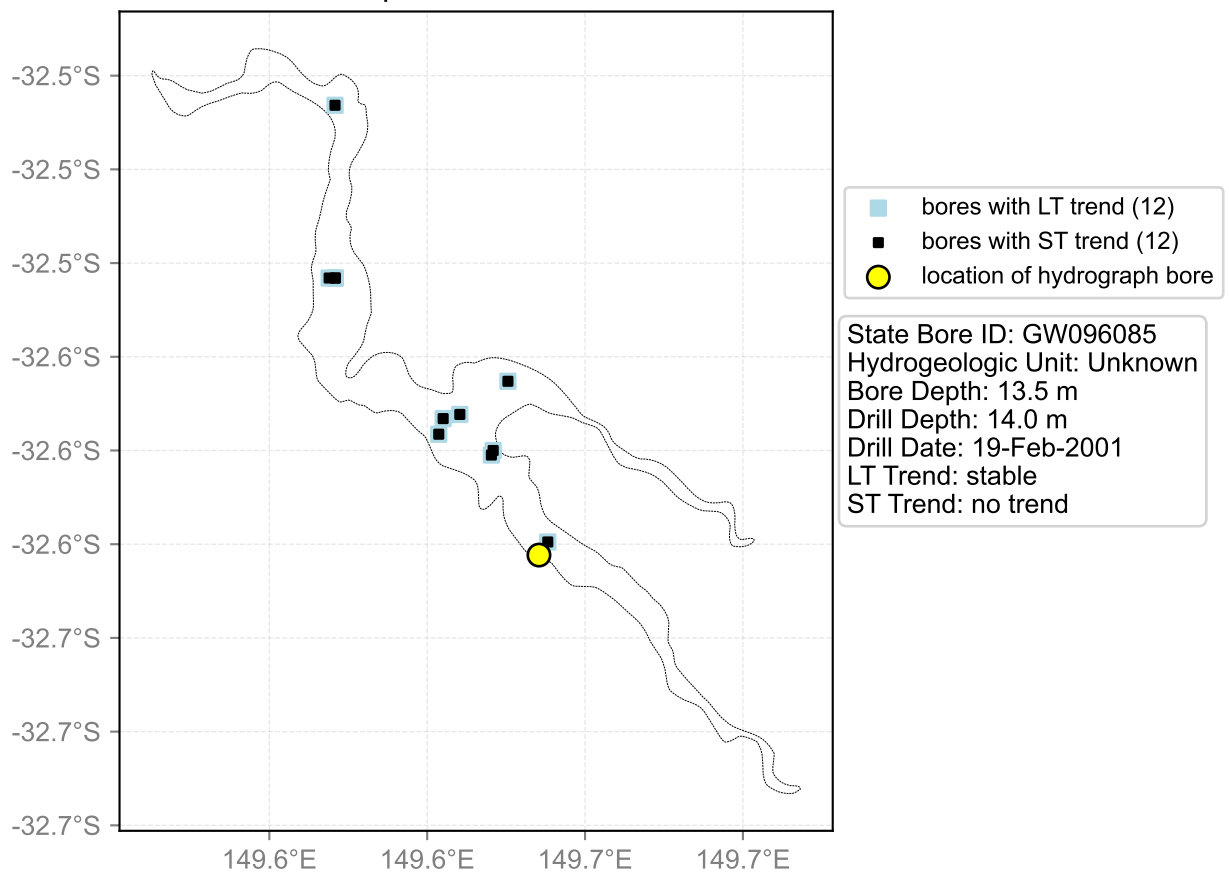 -32.5°S
-32.5°S
-32.5°S
-32.6°S
-32.6°S
-32.6°S
-32.7°S
-32.7°S
-32.7°S
149.6°E
149.6°E
149.7°E
149.7°E
bores with LT trend (12)
bores with ST trend (12)
location of hydrograph bore
State Bore ID: GW096085
Hydrogeologic Unit: Unknown
Bore Depth: 13.5 m
Drill Depth: 14.0 m
Drill Date: 19-Feb-2001
LT Trend: stable
ST Trend: no trend